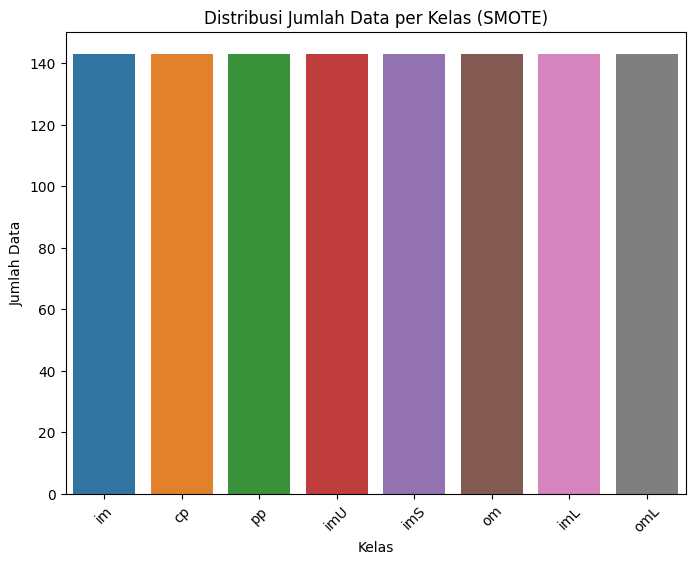 Distribusi Jumlah Data per Kelas (SMOTE)
Jumlah Data
140
120
100
80
60
40
20
0
im cp pp imU imS om imL omL
Kelas